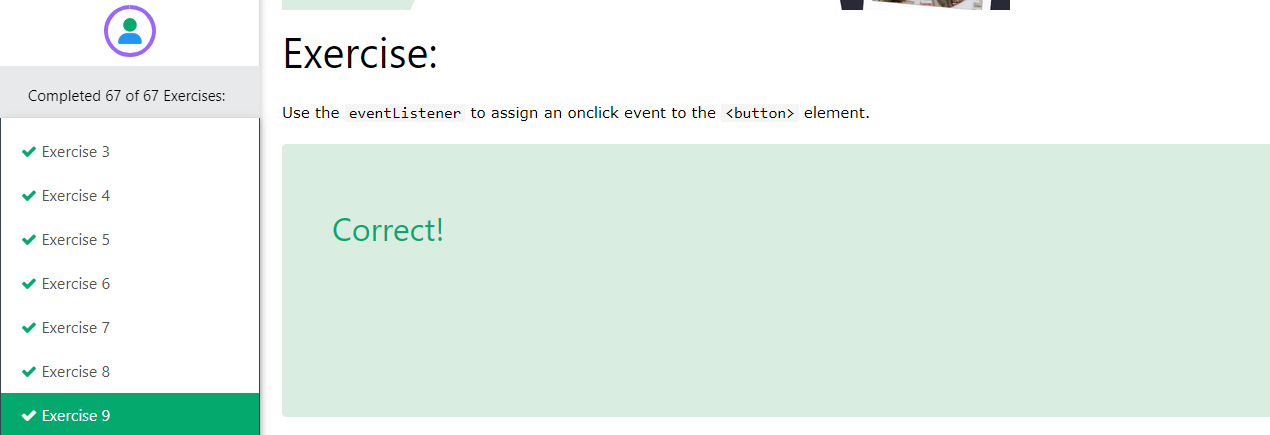 Completed 67 of 67 Exercises:
Exercise 3
Exercise 4
Exercise 5
Exercise 6
Exercise 7
Exercise 8
Exercise 9
Exercise:
Use the eventListener to assign an onclick event to the <button> element.
Correct!